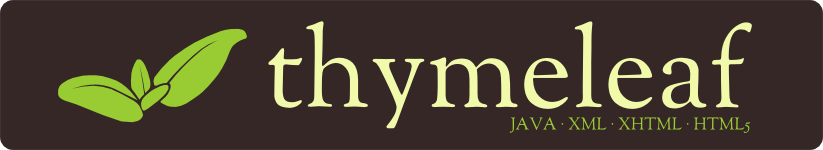 thymeleaf
JAVA · XML · XHTML · HTML5